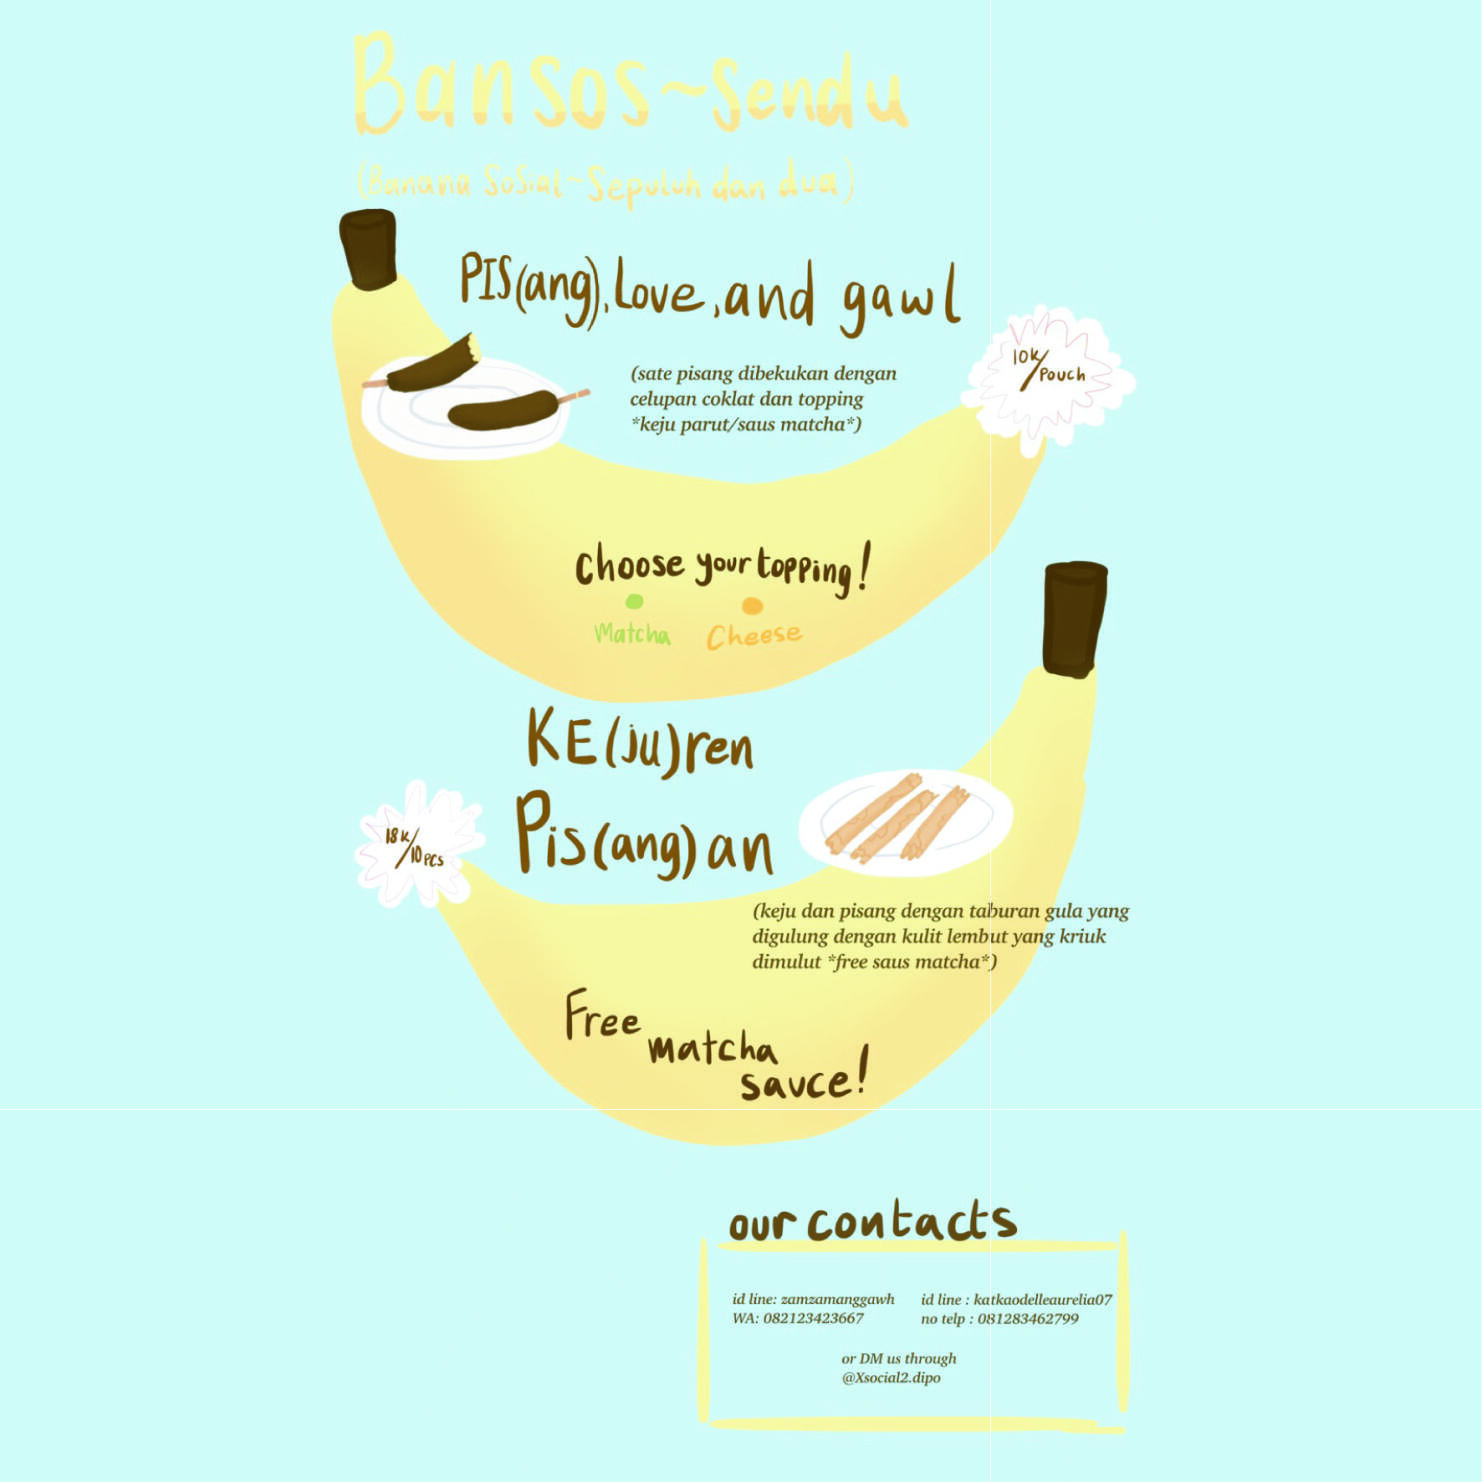 Bansos~Sendu
(Banana Sosial~Sepuluh dan dua)
PIS(ang), Love, and gawl
10k/Pouch
(sate pisang dibekukan dengan
celupan coklat dan topping
*keju parut/saus matcha*)
choose your topping!
Matcha Cheese
KE(ju)ren
Pis(ang)an
18k/10pcs
(keju dan pisang dengan taburan gula yang
digulung dengan kulit lembut yang kriuk
dimulut *free saus matcha*)
Free
matcha
sauce!
our contacts
id line: zamzamanggawh
WA: 082123423667
id line : katkaodelleaurelia07
no telp : 081283462799
or DM us through
@Xsocial2.dipo